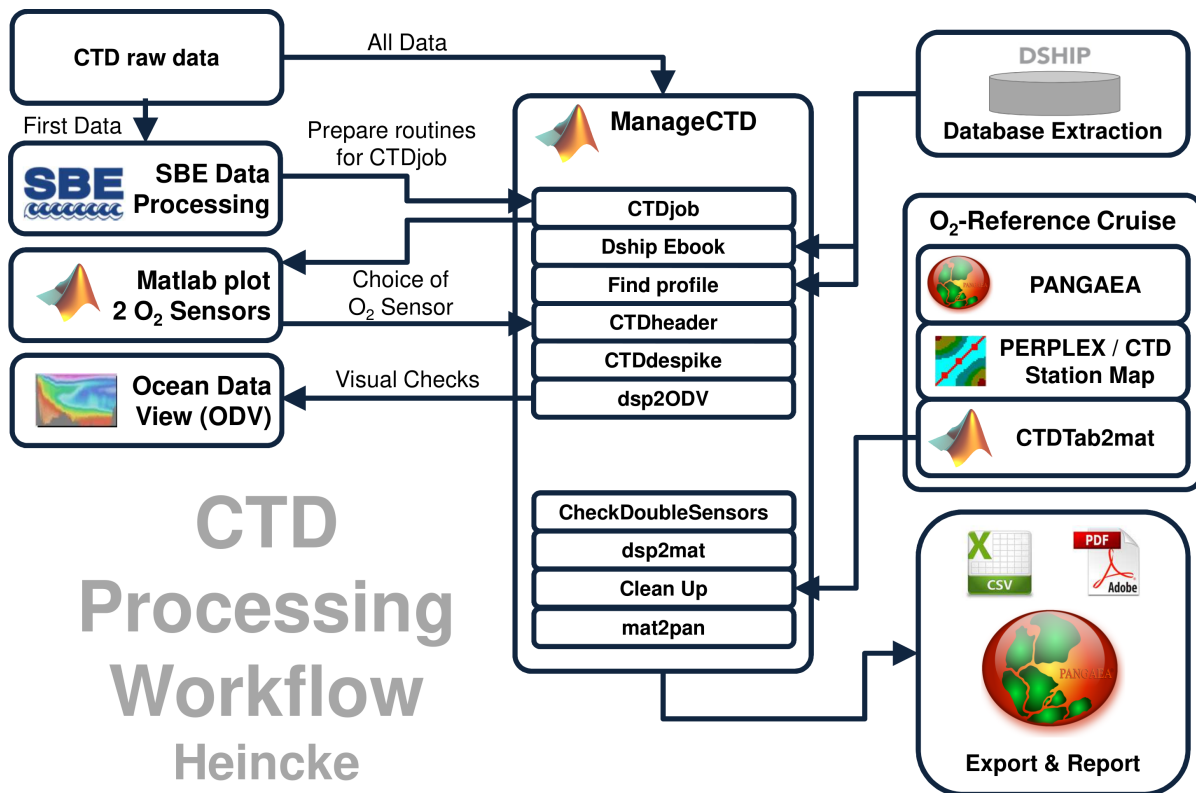 CTD raw data
All Data
First Data
SBE
SBE Data
Processing
Prepare routines
for CTDjob
Matlab plot
2 O₂ Sensors
Choice of
O₂ Sensor
Ocean Data
View (ODV)
Visual Checks
ManageCTD
CTDjob
Dship Ebook
Find profile
CTDheader
CTDdespike
dsp2ODV
CheckDoubleSensors
dsp2mat
Clean Up
mat2pan
DSHIP
Database Extraction
O₂-Reference Cruise
PANGAEA
PANGAEA
PERPLEX / CTD
Station Map
CTDTab2mat
X
CSV
PDF
Adobe
PANGAEA
Export & Report
CTD
Processing
Workflow
Heincke